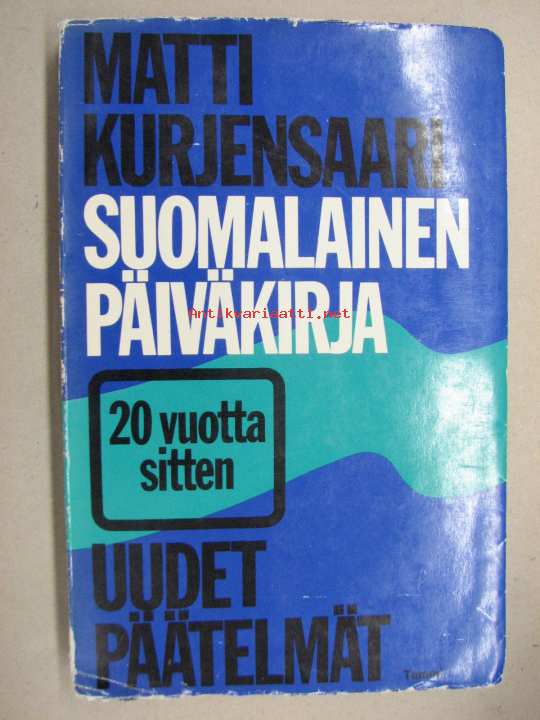 MATTI
KURJENSAARI
SUOMALAINEN
PÄIVÄKIRJA
Antikvariaatti.net
20 vuotta
sitten
UUDET
PÄÄTELMÄT